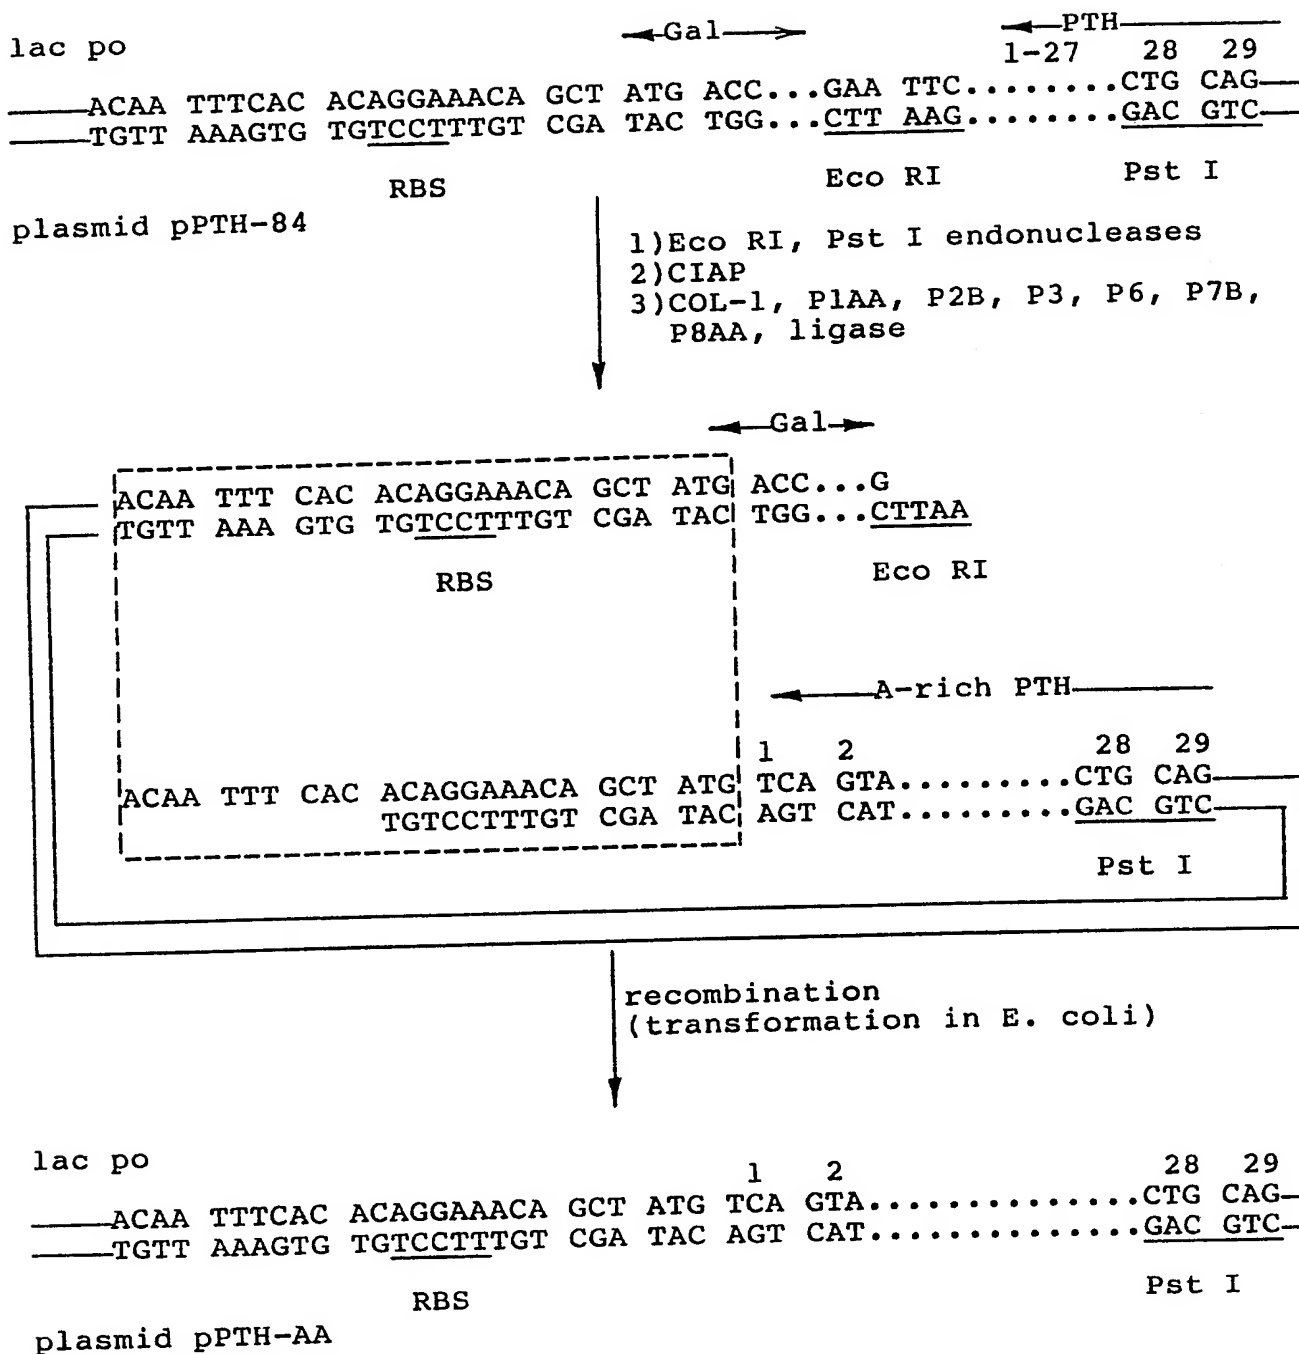 lac po
Gal
PTH
1-27 28 29
ACAA TTTCAC ACAGGAAACA GCT ATG ACC...GAA TTC........CTG CAG
TGTT AAAGTG TGTCCTTTGT CGA TAC TGG...CTT AAG........GAC GTC
RBS
Eco RI
Pst I
plasmid pPTH-84
1)Eco RI, Pst I endonucleases
2)CIAP
3)COL-1, P1AA, P2B, P3, P6, P7B,
P8AA, ligase
Gal
ACAA TTT CAC ACAGGAAACA GCT ATG ACC...G
TGTT AAA GTG TGTCCTTTGT CGA TAC TGG...CTTAA
RBS
Eco RI
A-rich PTH
1 2 28 29
ACAA TTT CAC ACAGGAAACA GCT ATG TCA GTA.........CTG CAG
TGTCCTTTGT CGA TAC AGT CAT.........GAC GTC
Pst I
recombination
(transformation in E. coli)
lac po
1 2 28 29
ACAA TTTCAC ACAGGAAACA GCT ATG TCA GTA...............CTG CAG
TGTT AAAGTG TGTCCTTTGT CGA TAC AGT CAT...............GAC GTC
RBS
Pst I
plasmid pPTH-AA